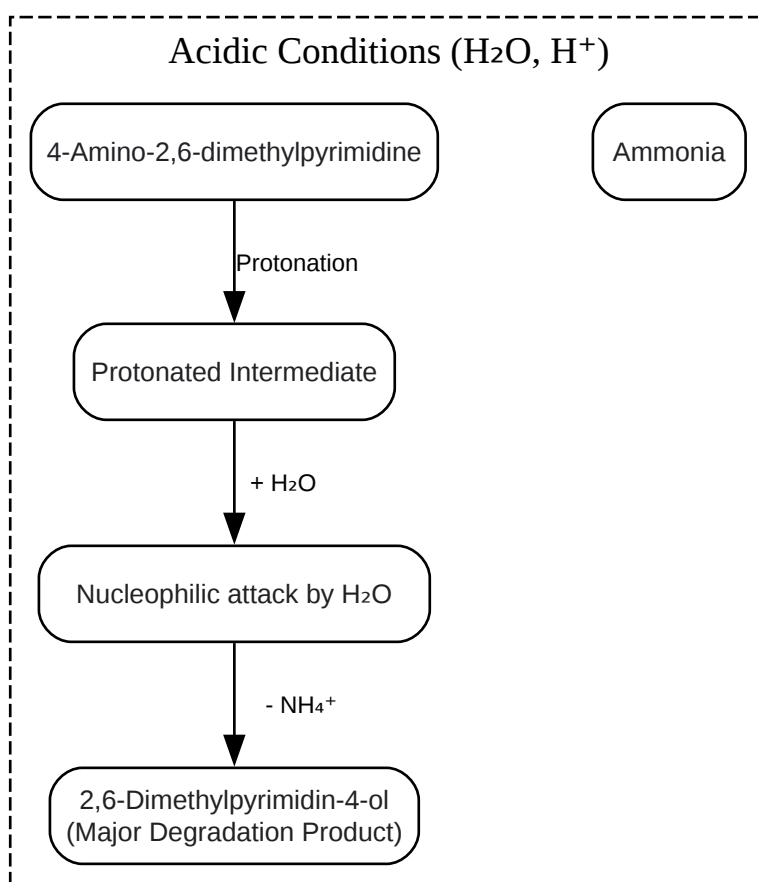 Acidic Conditions (H₂O, H⁺)
4-Amino-2,6-dimethylpyrimidine
Ammonia
Protonation
Protonated Intermediate
+ H₂O
Nucleophilic attack by H₂O
- NH₄⁺
2,6-Dimethylpyrimidin-4-ol
(Major Degradation Product)